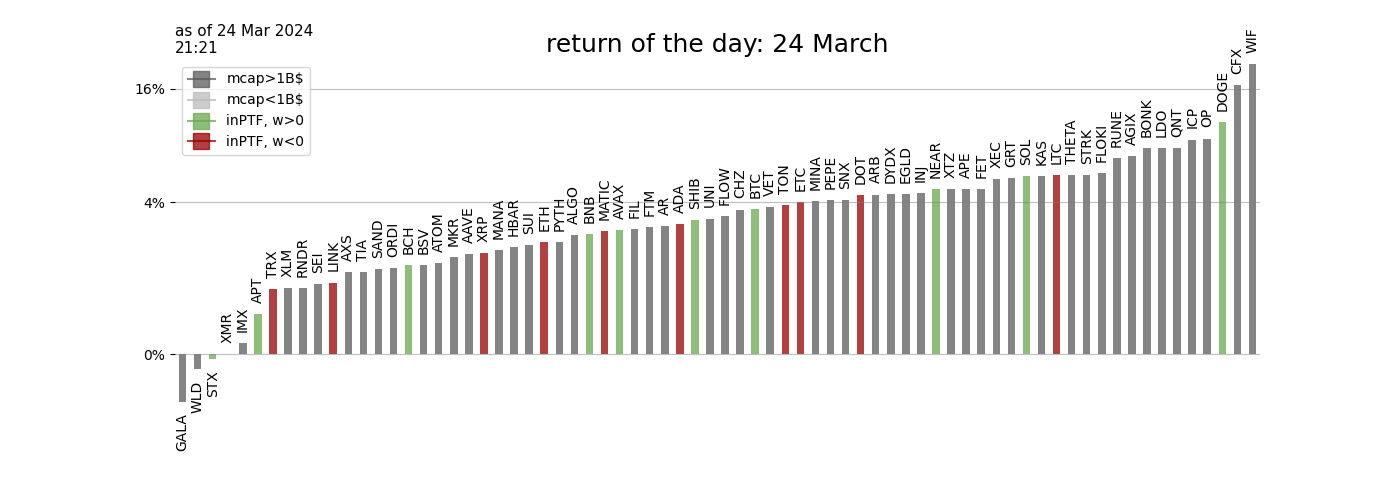 as of 24 Mar 2024
21:21
return of the day: 24 March
mcap>1B$
mcap<1B$
inPTF, w>0
inPTF, w<0
16%
4%
0%
GALA
WLD
STX
XMR
IMX
APT
TRX
XLM
RNDR
SEI
LINK
AXS
TIA
SAND
ORDI
BCH
BSV
ATOM
MKR
AAVE
XRP
MANA
HBAR
SUI
ETH
PYTH
ALGO
BNB
MATIC
AVAX
FIL
FTM
AR
ADA
SHIB
UNI
FLOW
CHZ
BTC
VET
TON
ETC
MINA
PEPE
SNX
DOT
ARB
DYDX
EGLD
INJ
NEAR
XTZ
APE
FET
XEC
GRT
SOL
KAS
LTC
THETA
STRK
FLOKI
RUNE
AGIX
BONK
LDO
QNT
ICP
OP
DOGE
CFX
WIF